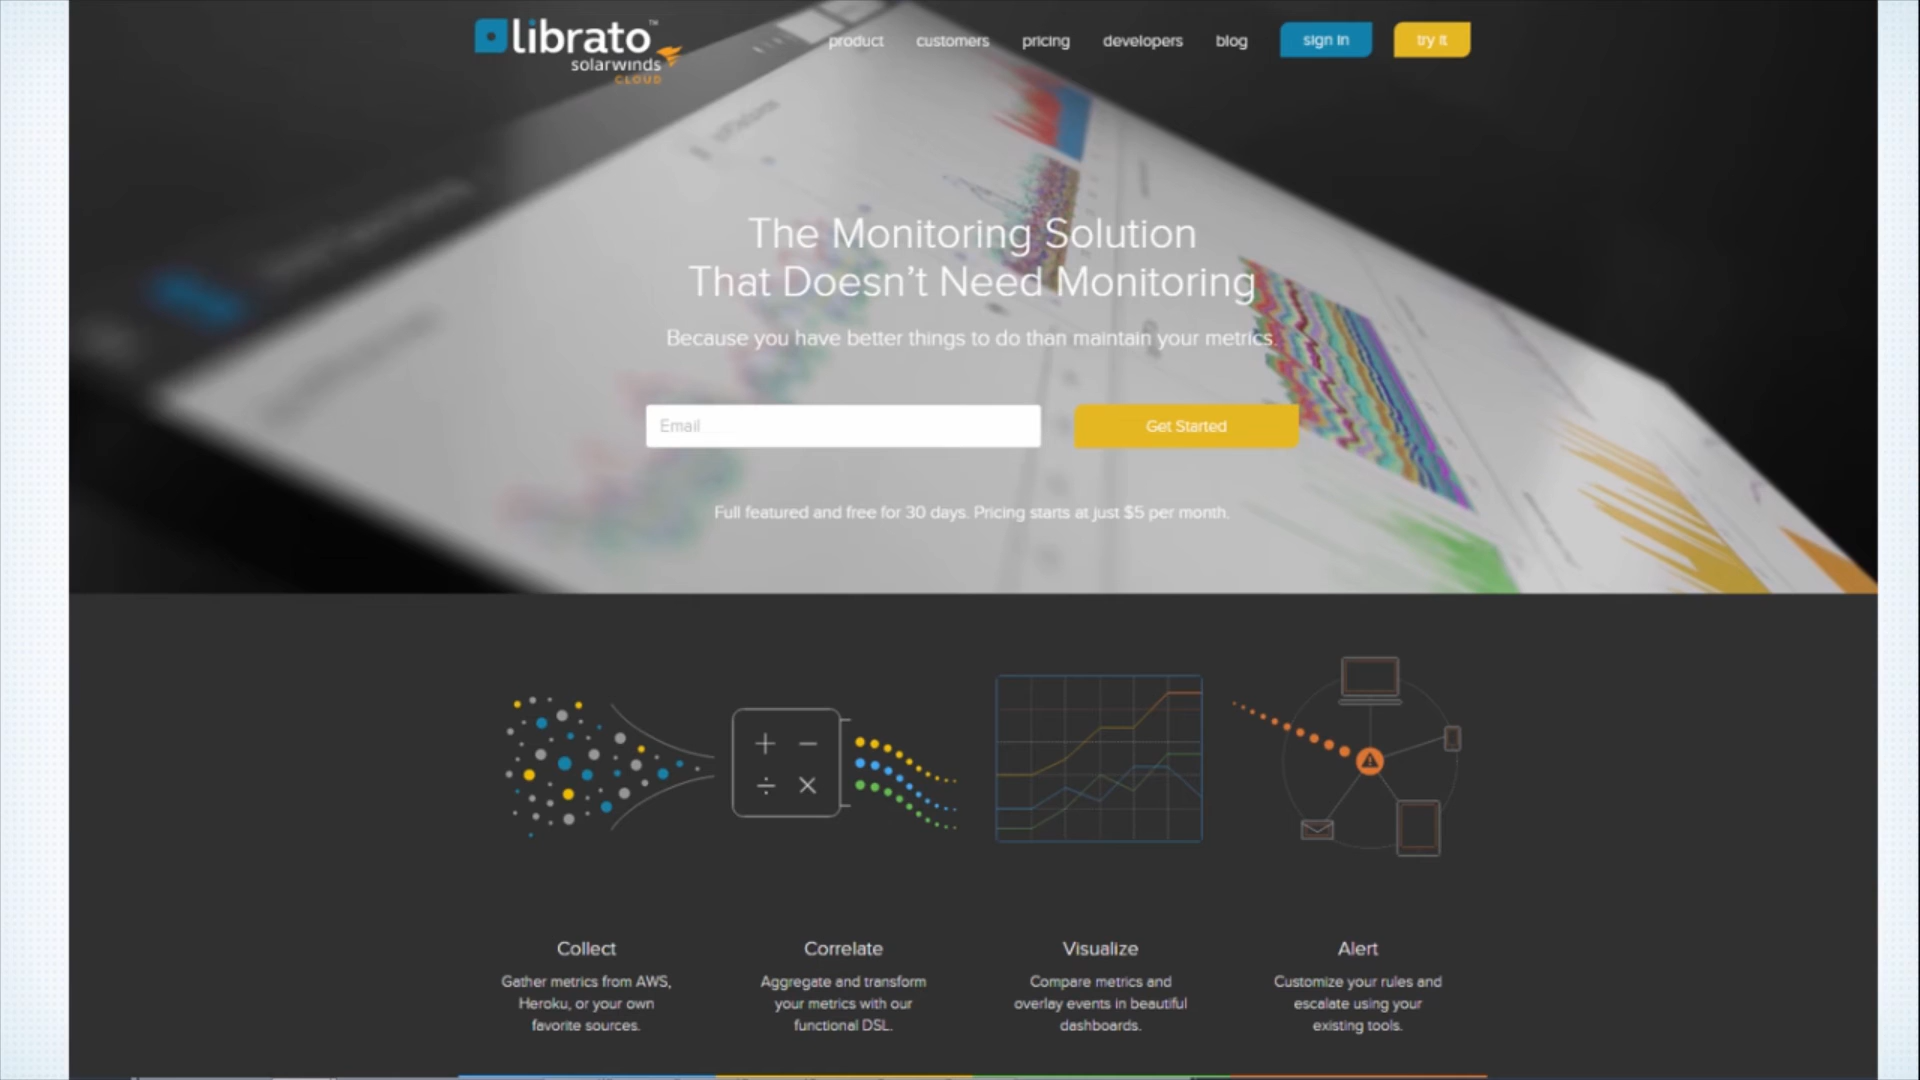 librato™
solarwinds
CLOUD
product customers pricing developers blog sign in try it
The Monitoring Solution
That Doesn't Need Monitoring
Because you have better things to do than maintain your metrics.
Email
Get Started
Full featured and free for 30 days. Pricing starts at just $5 per month.
Collect
Gather metrics from AWS,
Heroku, or your own
favorite sources.
Correlate
Aggregate and transform
your metrics with our
functional DSL.
Visualize
Compare metrics and
overlay events in beautiful
dashboards.
Alert
Customize your rules and
escalate using your
existing tools.